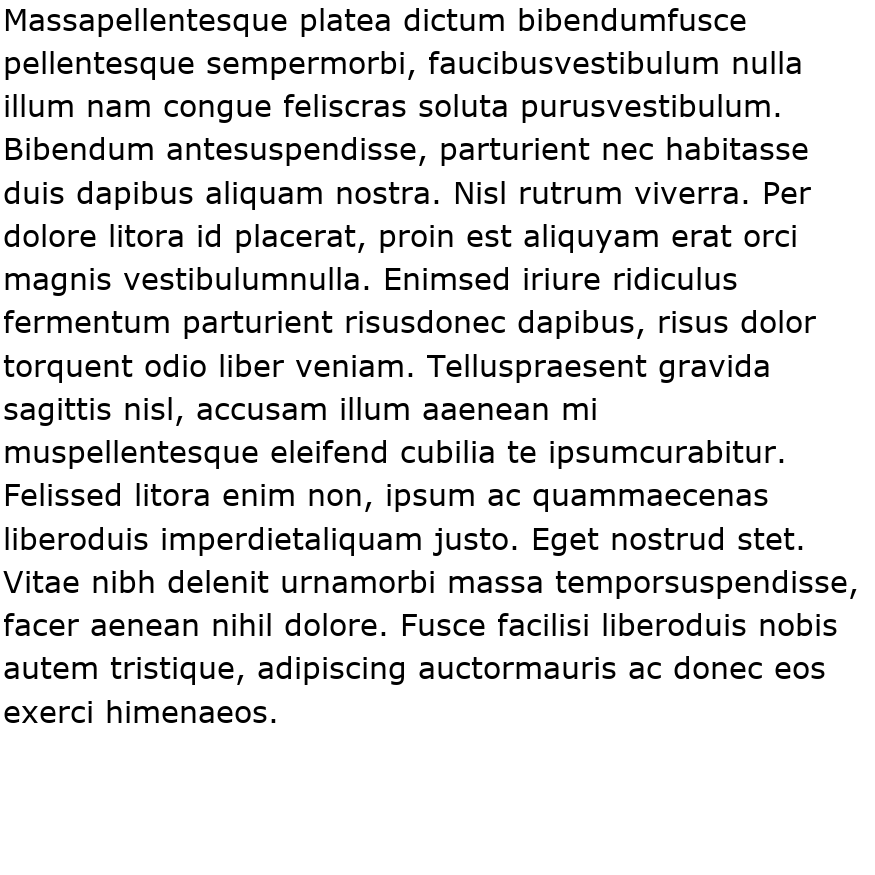 Massapellentesque platea dictum bibendumfusce
pellentesque sempermorbi, faucibusvestibulum nulla
illum nam congue feliscras soluta purusvestibulum.
Bibendum antesuspendisse, parturient nec habitasse
duis dapibus aliquam nostra. Nisl rutrum viverra. Per
dolore litora id placerat, proin est aliquyam erat orci
magnis vestibulumnulla. Enimsed iriure ridiculus
fermentum parturient risusdonec dapibus, risus dolor
torquent odio liber veniam. Telluspraesent gravida
sagittis nisl, accusam illum aaenean mi
muspellentesque eleifend cubilia te ipsumcurabitur.
Felissed litora enim non, ipsum ac quammaecenas
liberoduis imperdietaliquam justo. Eget nostrud stet.
Vitae nibh delenit urnamorbi massa temporsuspendisse,
facer aenean nihil dolore. Fusce facilisi liberoduis nobis
autem tristique, adipiscing auctormauris ac donec eos
exerci himenaeos.